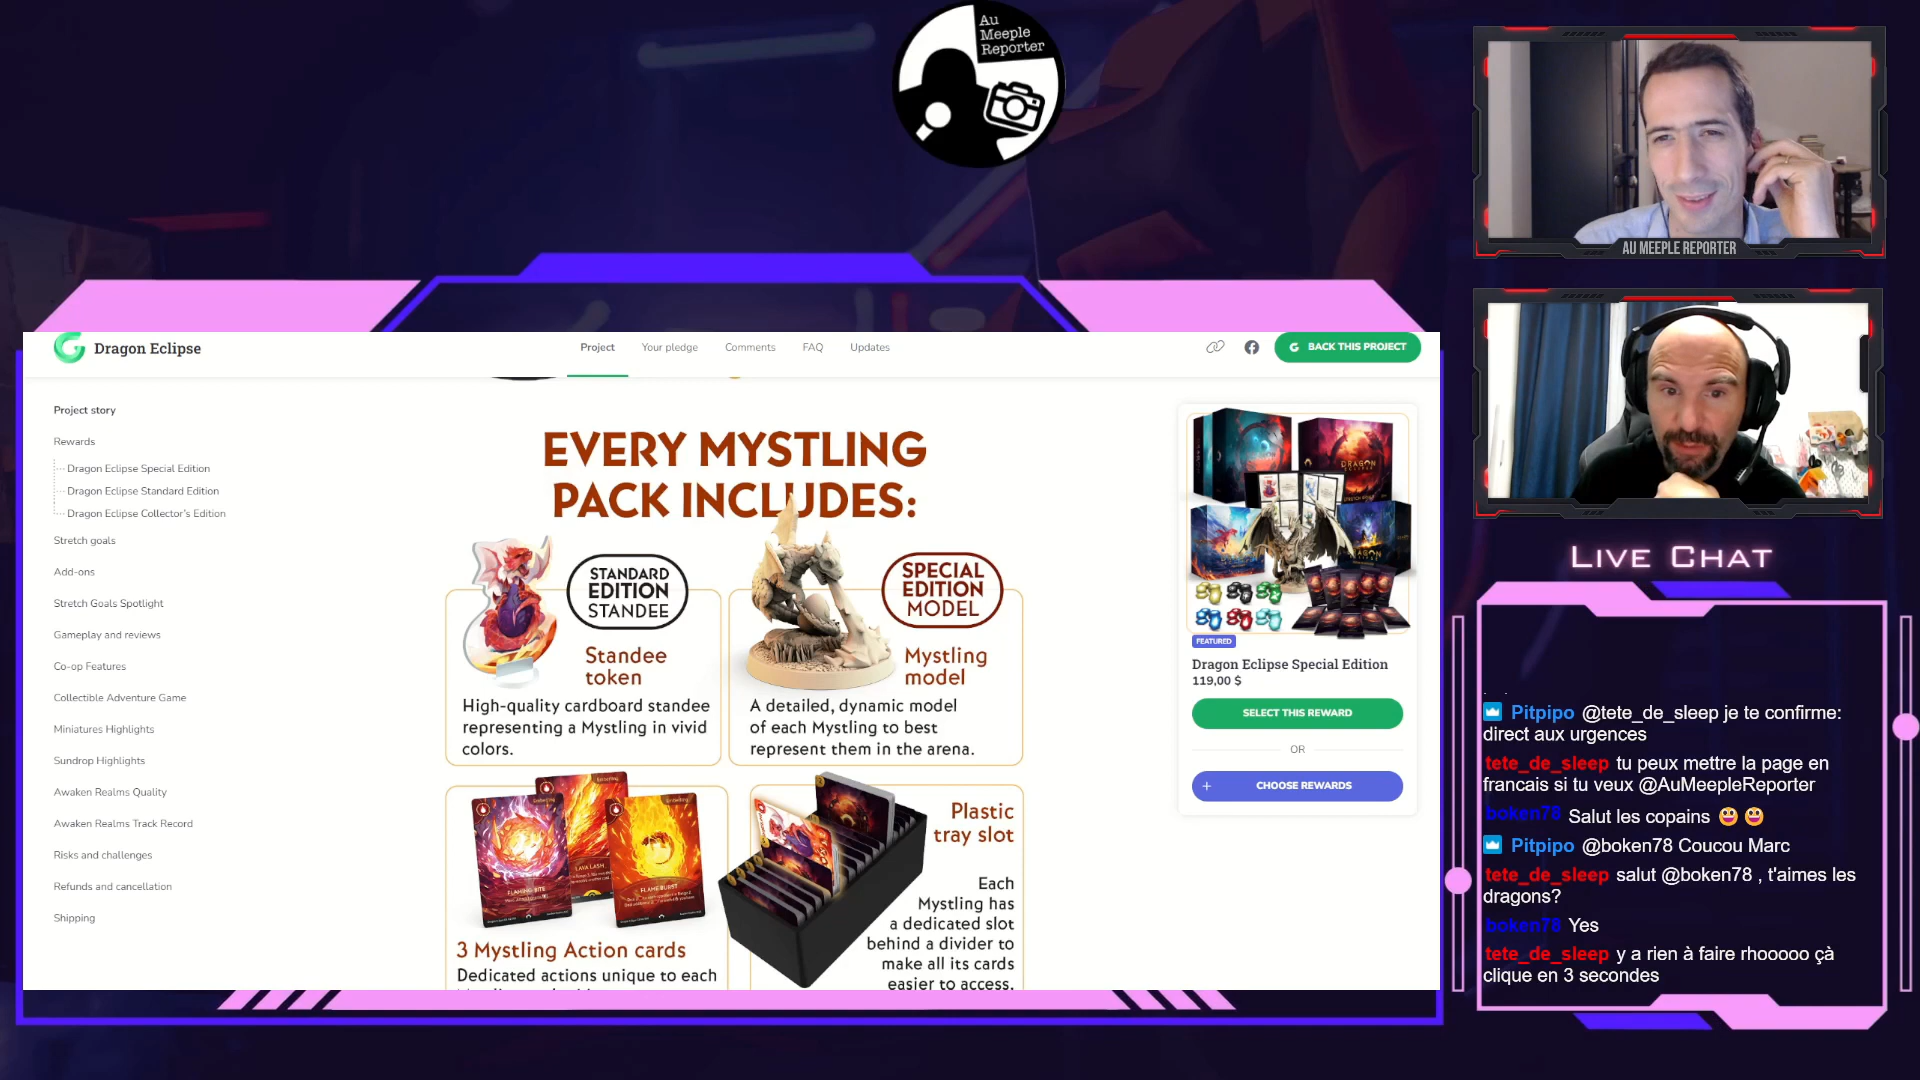 Au
Meeple
Reporter
AU MEEPLE REPORTER
Dragon Eclipse
Project
Your pledge
Comments
FAQ
Updates
BACK THIS PROJECT
Project story
Rewards
Dragon Eclipse Special Edition
Dragon Eclipse Standard Edition
Dragon Eclipse Collector's Edition
Stretch goals
Add-ons
Stretch Goals Spotlight
Gameplay and reviews
Co-op Features
Collectible Adventure Game
Miniatures Highlights
Sundrop Highlights
Awaken Realms Quality
Awaken Realms Track Record
Risks and challenges
Refunds and cancellation
Shipping
EVERY MYSTLING
PACK INCLUDES:
STANDARD
EDITION
STANDEE
Standee
token
High-quality cardboard standee
representing a Mystling in vivid
colors.
SPECIAL
EDITION
MODEL
Mystling
model
A detailed, dynamic model
of each Mystling to best
represent them in the arena.
FLAMING BITE
LAVA LASH
FLAME BURST
3 Mystling Action cards
Dedicated actions unique to each
Plastic
tray slot
Each
Mystling has
a dedicated slot
behind a divider to
make all its cards
easier to access.
DRAGON
FEATURED
Dragon Eclipse Special Edition
119,00 $
SELECT THIS REWARD
OR
+ CHOOSE REWARDS
LIVE CHAT
Pitpipo @tete_de_sleep je te confirme:
direct aux urgences
tete_de_sleep tu peux mettre la page en
francais si tu veux @AuMeepleReporter
boken78 Salut les copains
Pitpipo @boken78 Coucou Marc
tete_de_sleep salut @boken78 , t'aimes les
dragons?
boken78 Yes
tete_de_sleep y a rien à faire rhooooo çà
clique en 3 secondes